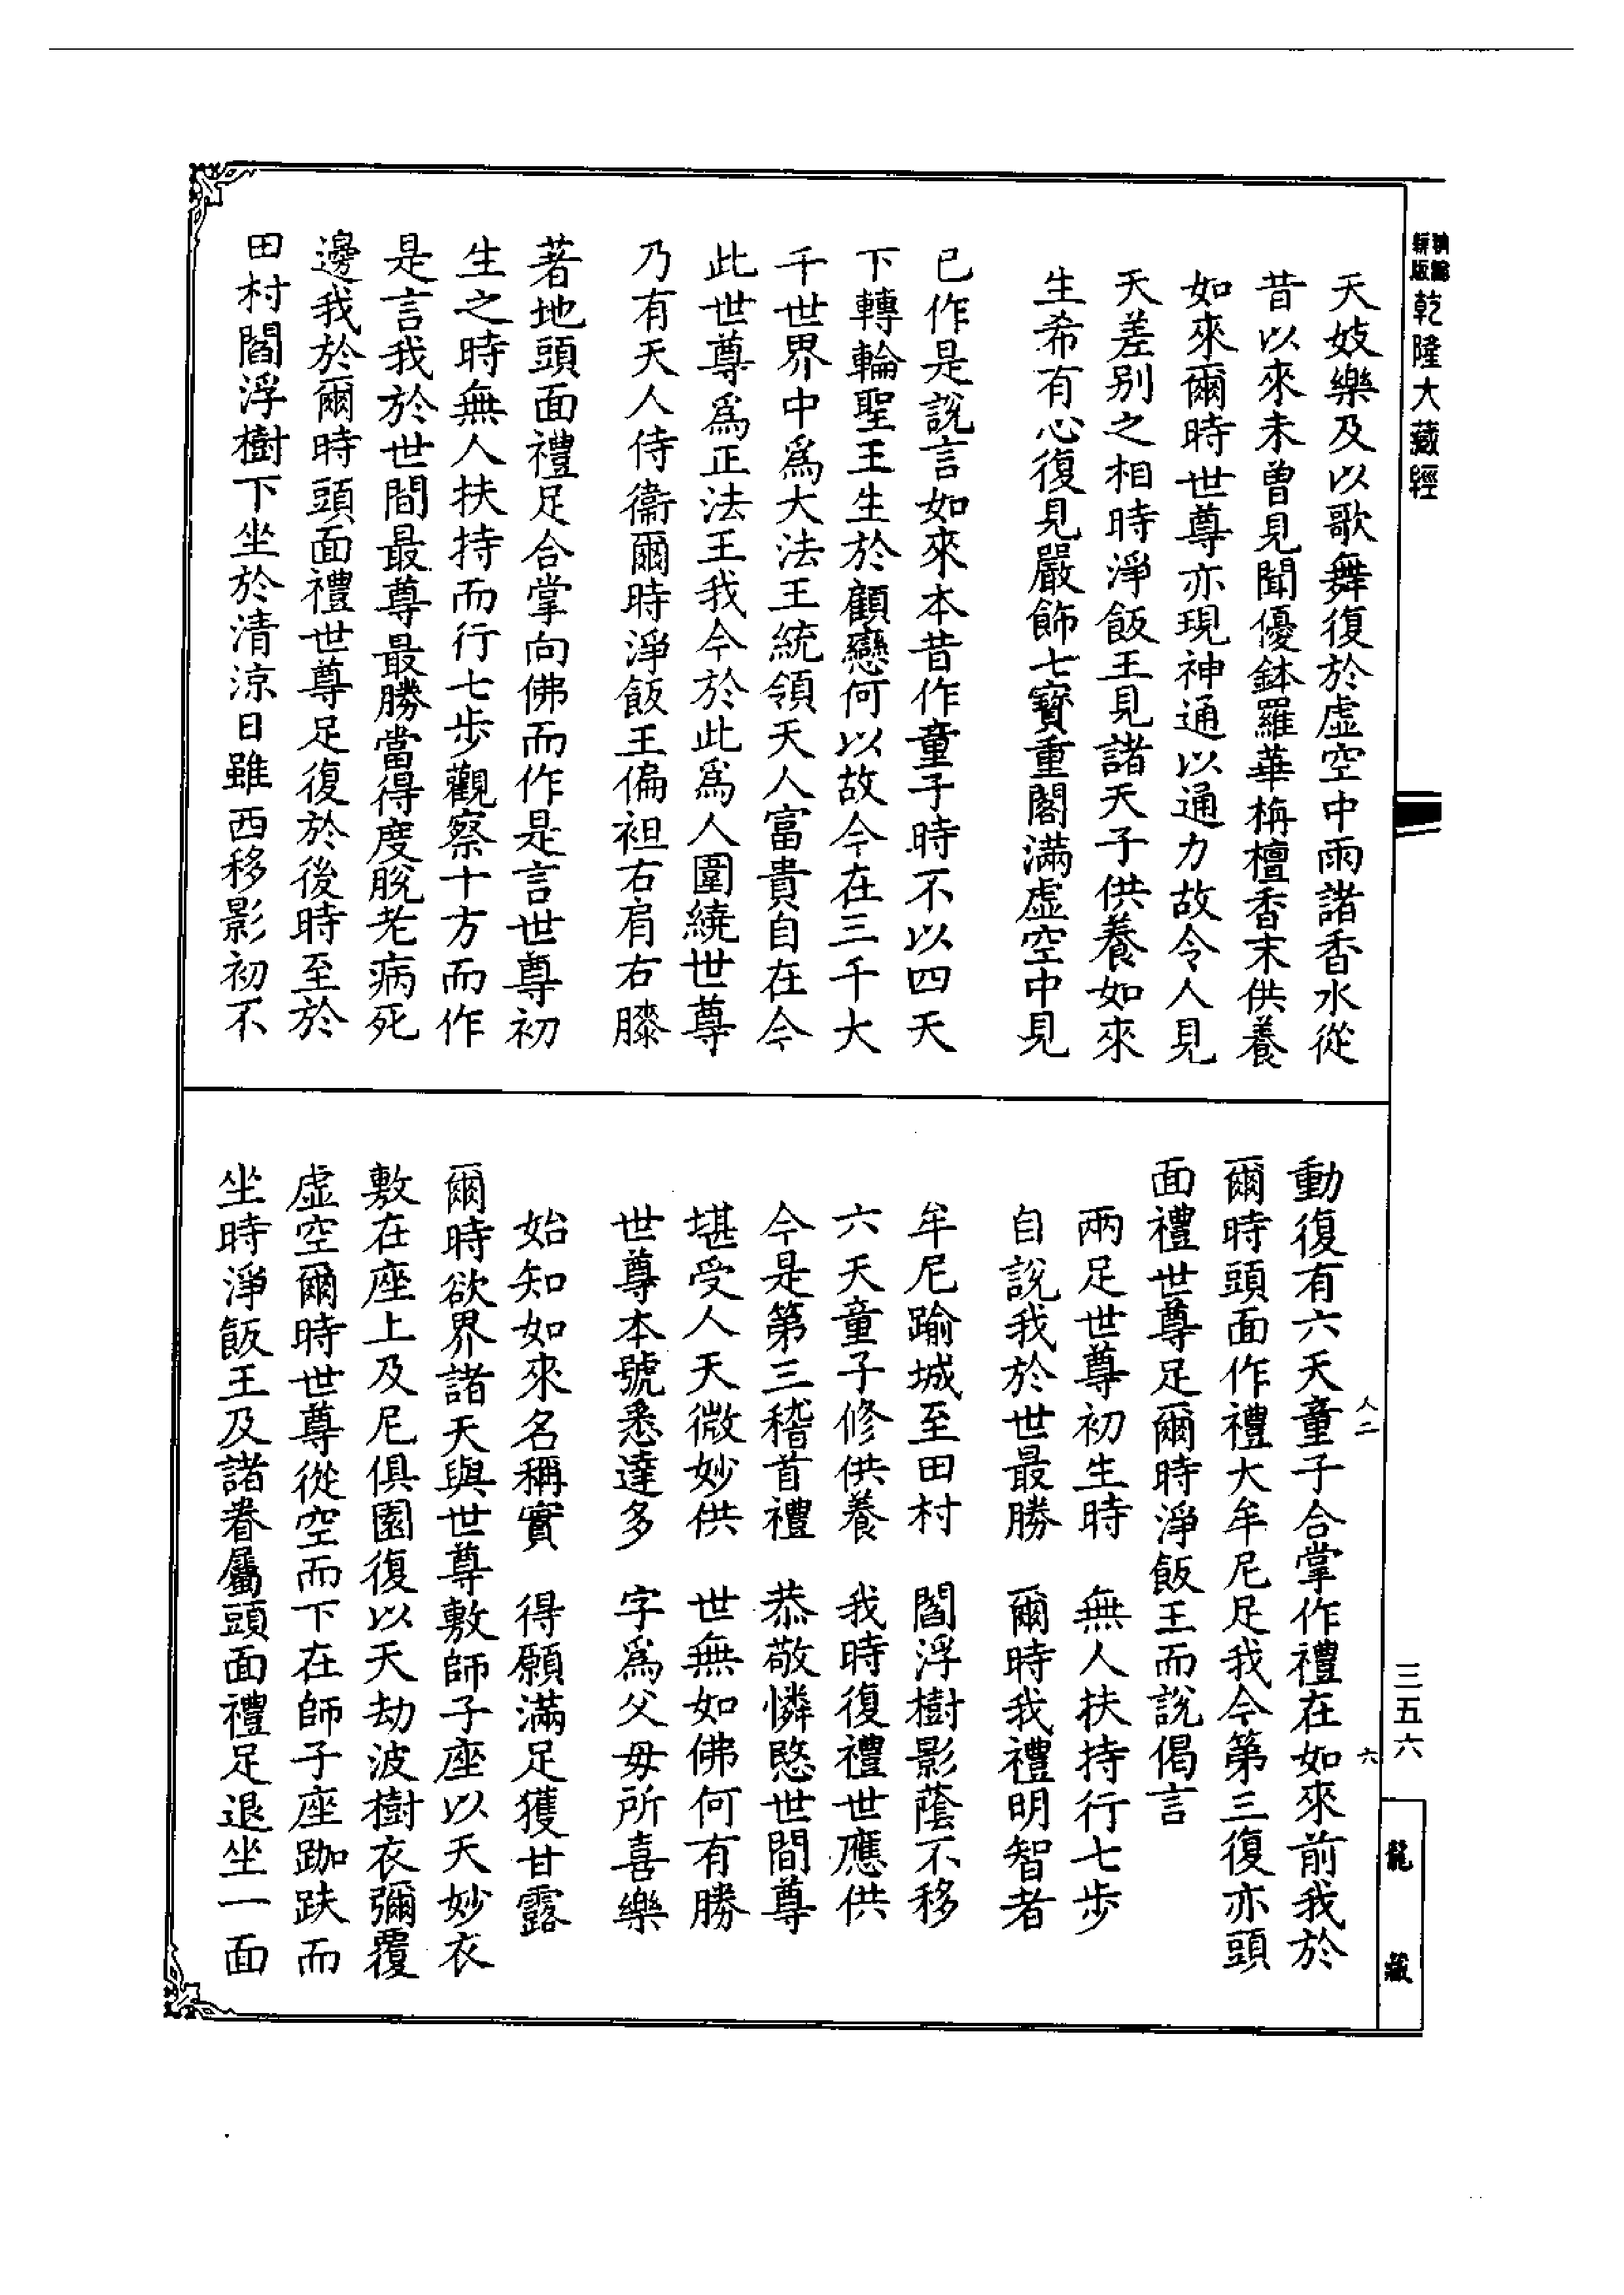 乾隆大藏經
天妓樂及以歌舞復於虛空中雨諸香水從
昔以來未曾見聞優鉢羅華栴檀香末供養
如來爾時世尊亦現神通以通力故令人見
天差別之相時淨飯王見諸天子供養如來
生希有心復見嚴飾七寶重閣滿虛空中見
已作是說言如來本昔作童子時不以四天
下轉輪聖王生於顧戀何以故今在三千大
千世界中爲大法王統領天人富貴自在今
此世尊爲正法王我今於此爲人圍繞世尊
乃有天人侍衞爾時淨飯王偏袒右肩右膝
著地頭面禮足合掌向佛而作是言世尊初
生之時無人扶持而行七步觀察十方而作
是言我於世間最尊最勝當得度脫老病死
邊我於爾時頭面禮世尊足復於後時至於
田村閻浮樹下坐於清涼日雖西移影初不
動復有六天童子合掌作禮在如來前我於
爾時頭面作禮大牟尼足我今第三復亦頭
面禮世尊足爾時淨飯王而說偈言
兩足世尊初生時　無人扶持行七步
自說我於世最勝　爾時我禮明智者
牟尼踰城至田村　閻浮樹影蔭不移
六天童子修供養　我時復禮世應供
今是第三稽首禮　恭敬憐愍世間尊
堪受人天微妙供　世無如佛何有勝
世尊本號悉達多　字爲父母所喜樂
始知如來名稱實　得願滿足獲甘露
爾時欲界諸天與世尊敷師子座以天妙衣
敷在座上及尼俱園復以天劫波樹衣彌覆
虛空爾時世尊從空而下在師子座跏趺而
坐時淨飯王及諸眷屬頭面禮足退坐一面
人二
六
三五六
龍藏